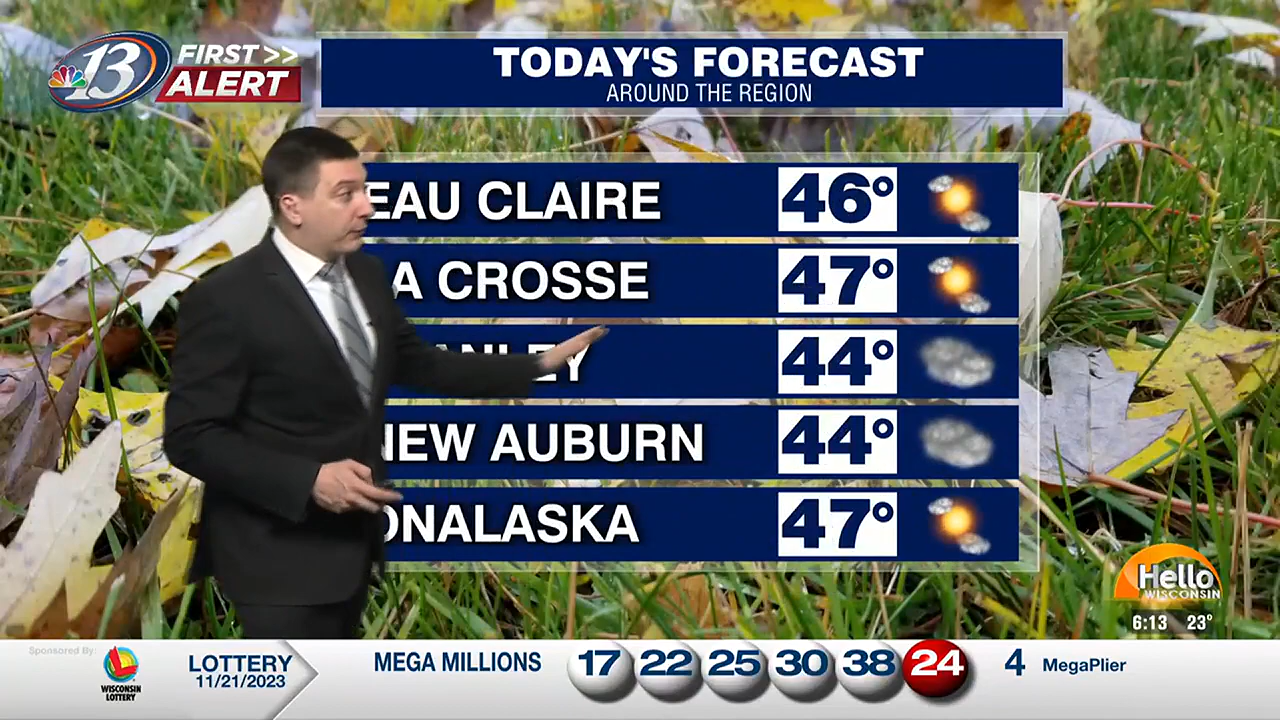 13 FIRST >>
ALERT
TODAY'S FORECAST
AROUND THE REGION
EAU CLAIRE 46°
A CROSSE 47°
ANLEY 44°
NEW AUBURN 44°
ONALASKA 47°
Hello
WISCONSIN
6:13 23°
Sponsored By:
WISCONSIN
LOTTERY
LOTTERY
11/21/2023
MEGA MILLIONS 17 22 25 30 38 24 4 MegaPlier